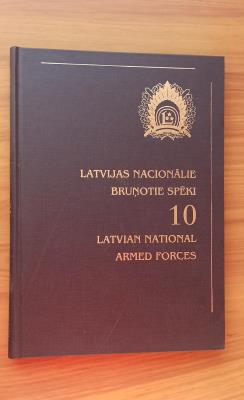 LATVIJAS NACIONĀLIE
BRUŅOTIE SPĒKI
10
LATVIAN NATIONAL
ARMED FORCES